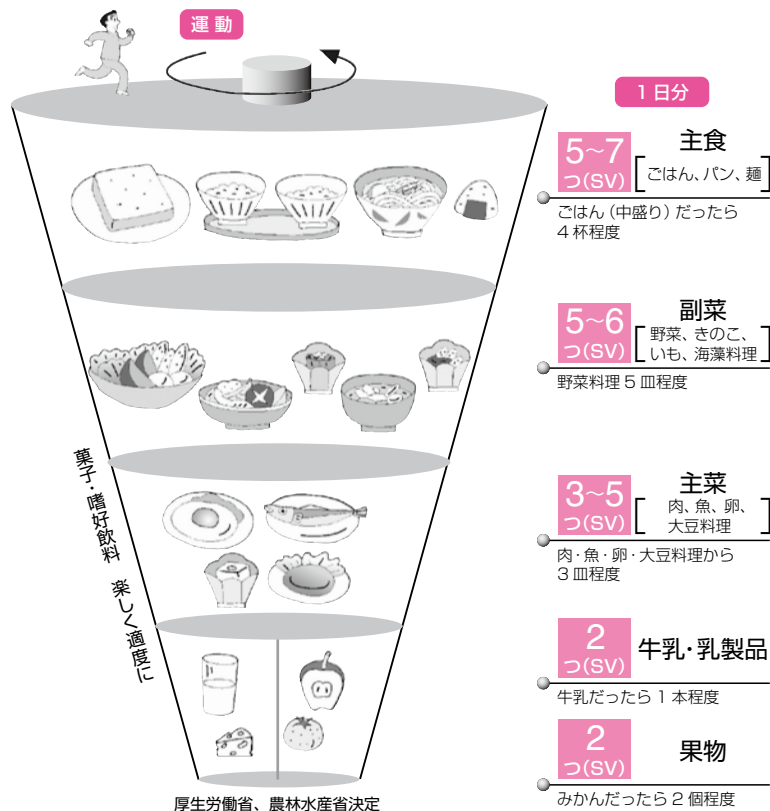 運動
1日分
5〜7
つ(SV)
主食
ごはん、パン、麺
ごはん(中盛り)だったら
4杯程度
5〜6
つ(SV)
副菜
野菜、きのこ、
いも、海藻料理
野菜料理5皿程度
3〜5
つ(SV)
主菜
肉、魚、卵、
大豆料理
肉・魚・卵・大豆料理から
3皿程度
2
つ(SV)
牛乳・乳製品
牛乳だったら1本程度
2
つ(SV)
果物
みかんだったら2個程度
菓子・嗜好飲料 楽しく適度に
厚生労働省、農林水産省決定